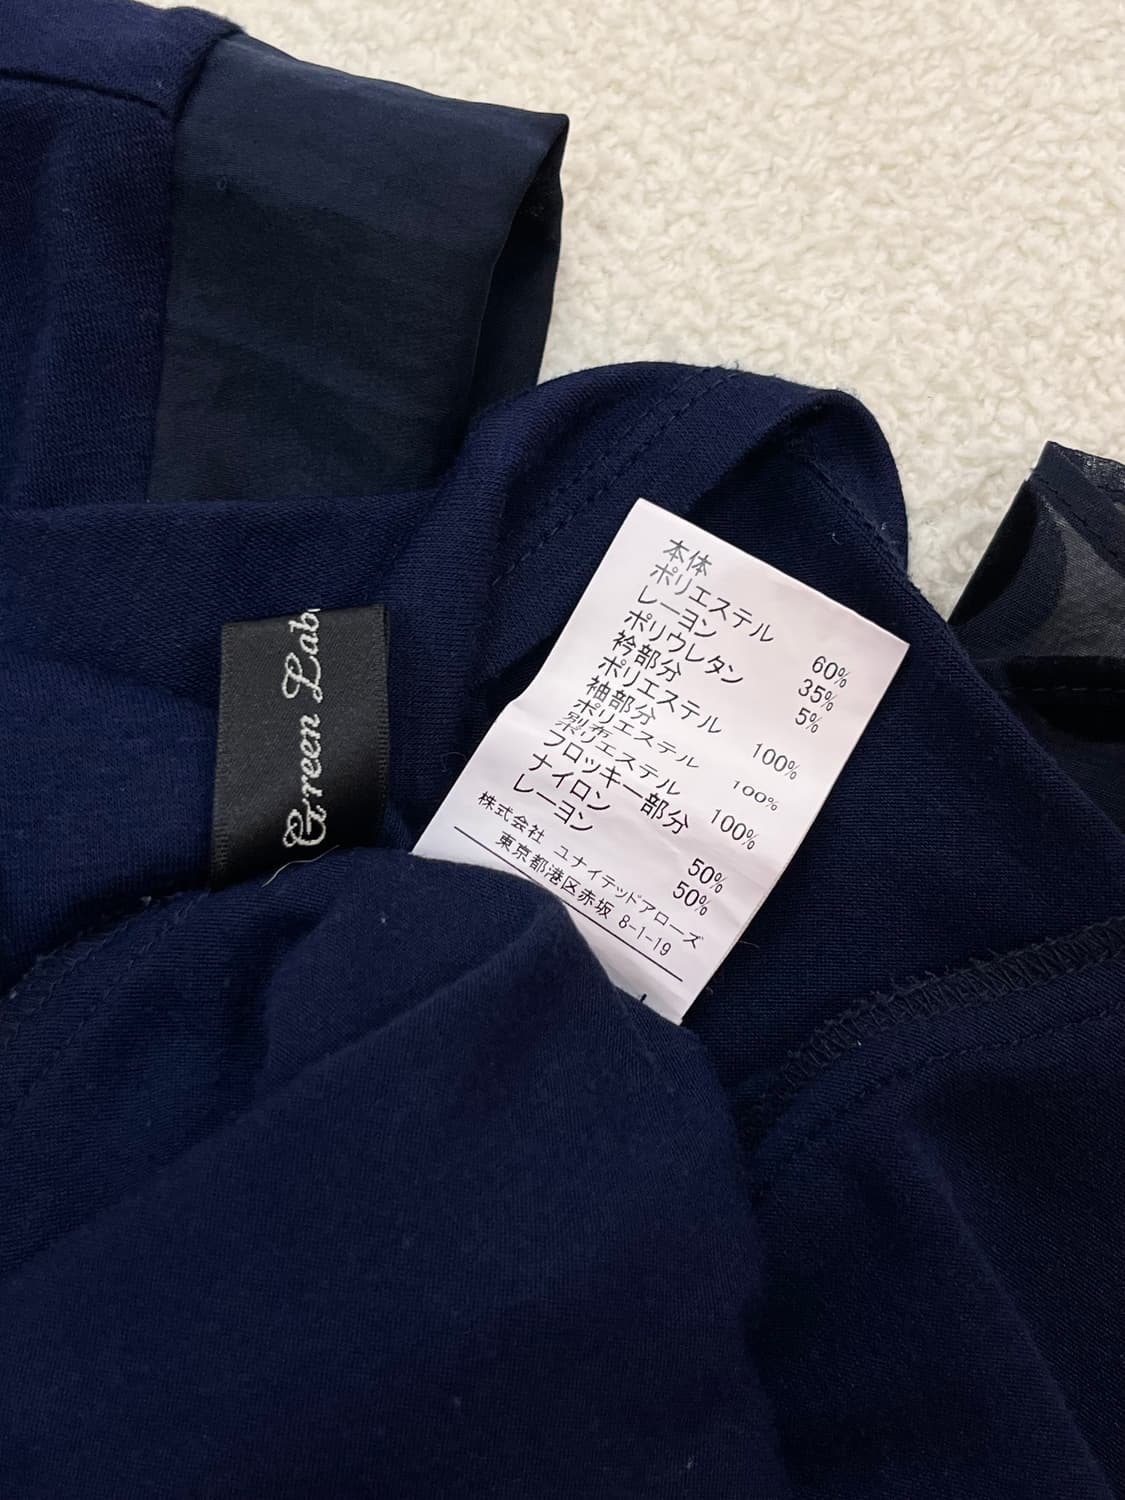 Green Lab
本体
ポリエステル 60%
レーヨン 35%
ポリウレタン 5%
衿部分
ポリエステル 100%
袖部分
ポリエステル 100%
別布
ポリエステル 100%
フロッキー部分
ナイロン 50%
レーヨン 50%
株式会社 ユナイテッドアローズ
東京都港区赤坂 8-1-19